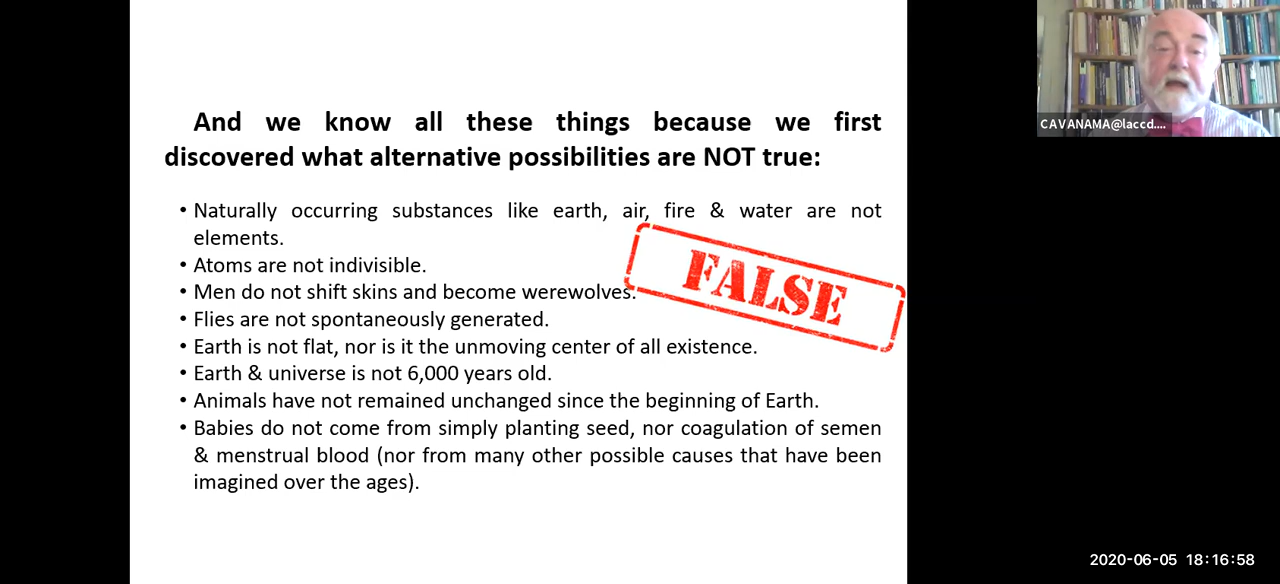 And we know all these things because we first
discovered what alternative possibilities are NOT true:
• Naturally occurring substances like earth, air, fire & water are not
elements.
• Atoms are not indivisible.
• Men do not shift skins and become werewolves.
• Flies are not spontaneously generated.
• Earth is not flat, nor is it the unmoving center of all existence.
• Earth & universe is not 6,000 years old.
• Animals have not remained unchanged since the beginning of Earth.
• Babies do not come from simply planting seed, nor coagulation of semen
& menstrual blood (nor from many other possible causes that have been
imagined over the ages).
FALSE
CAVANAMA@laccd....
2020-06-05 18:16:58